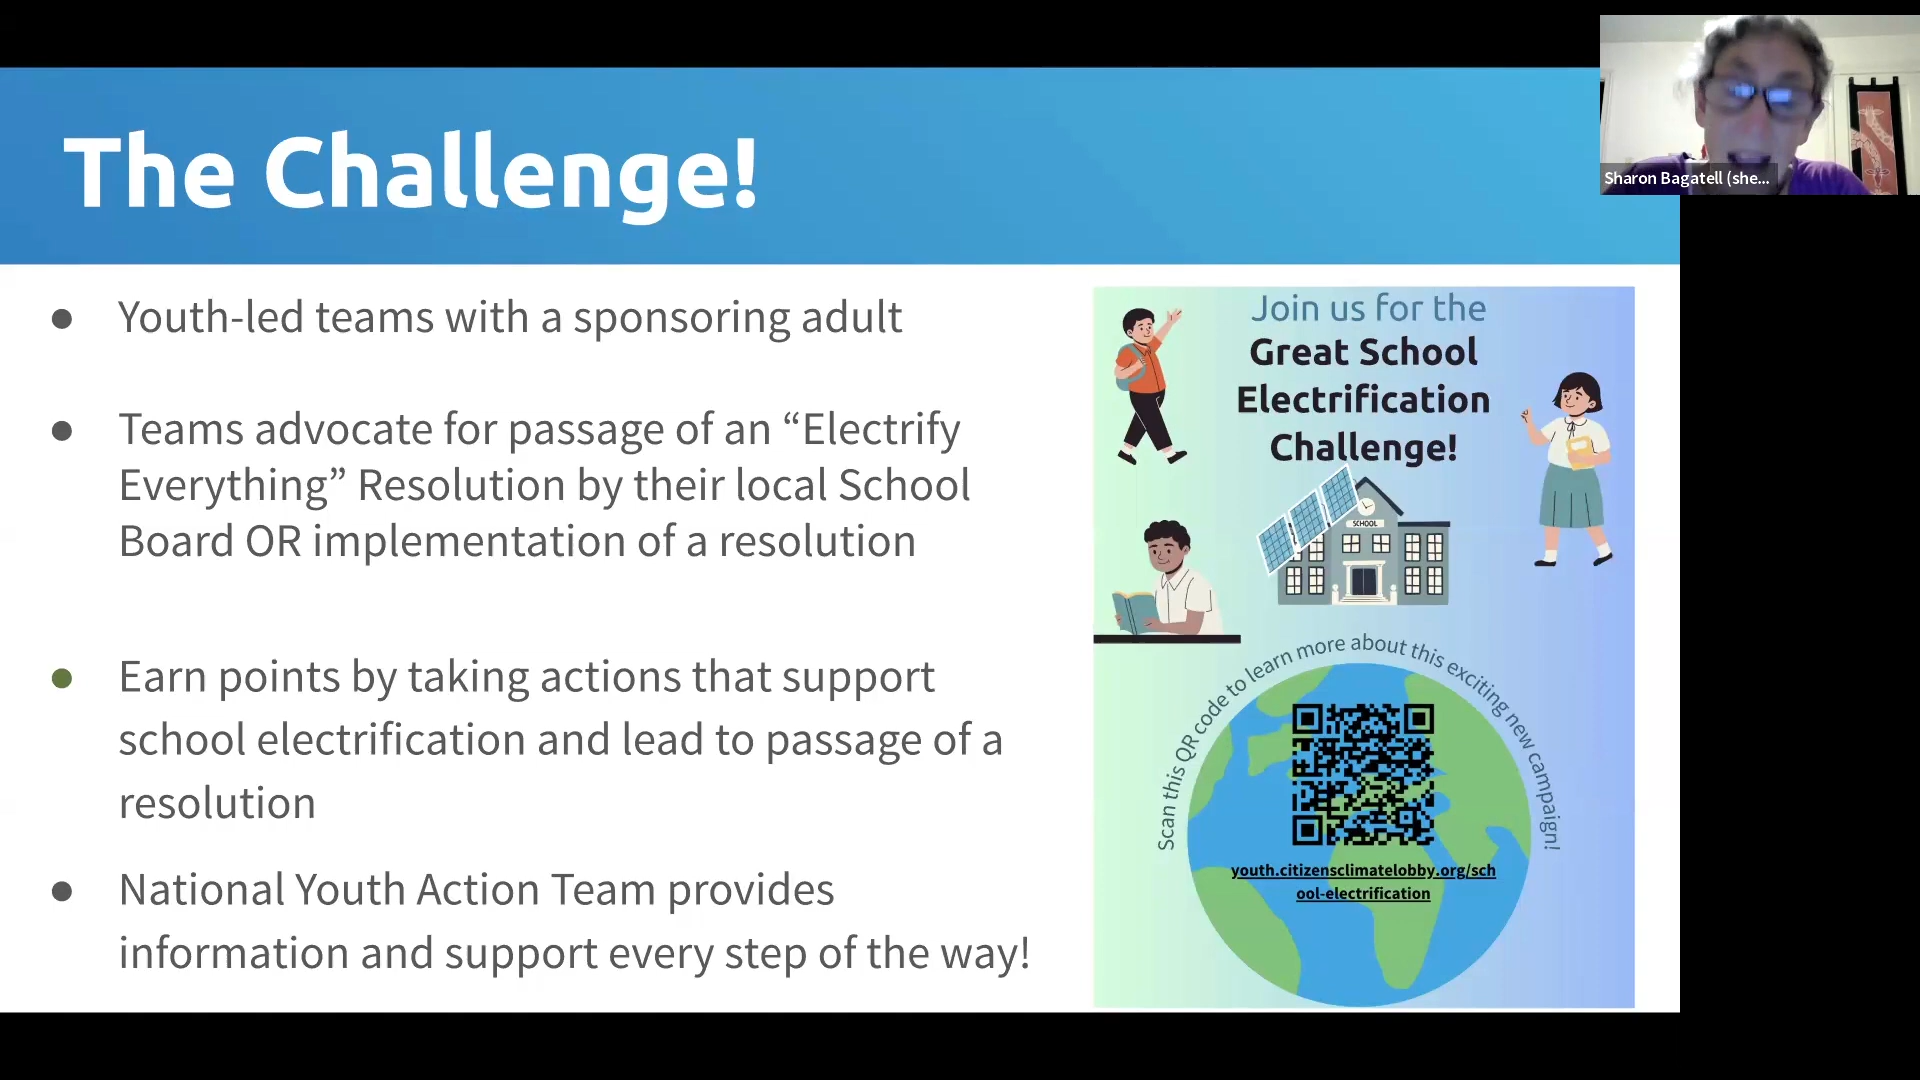 The Challenge!
Sharon Bagatell (she...
● Youth-led teams with a sponsoring adult
● Teams advocate for passage of an “Electrify
Everything” Resolution by their local School
Board OR implementation of a resolution
● Earn points by taking actions that support
school electrification and lead to passage of a
resolution
● National Youth Action Team provides
information and support every step of the way!
Join us for the
Great School
Electrification
Challenge!
SCHOOL
Scan this QR code to learn more about this exciting new campaign!
youth.citizensclimatelobby.org/sch
ool-electrification